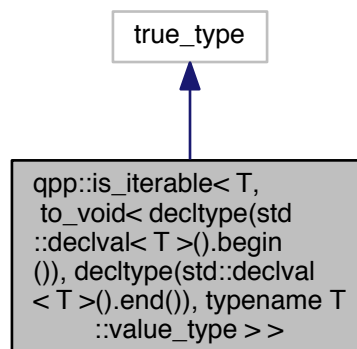 true_type
qpp::is_iterable< T,
to_void< decltype(std
::declval< T >().begin
()), decltype(std::declval
< T >().end()), typename T
::value_type > >